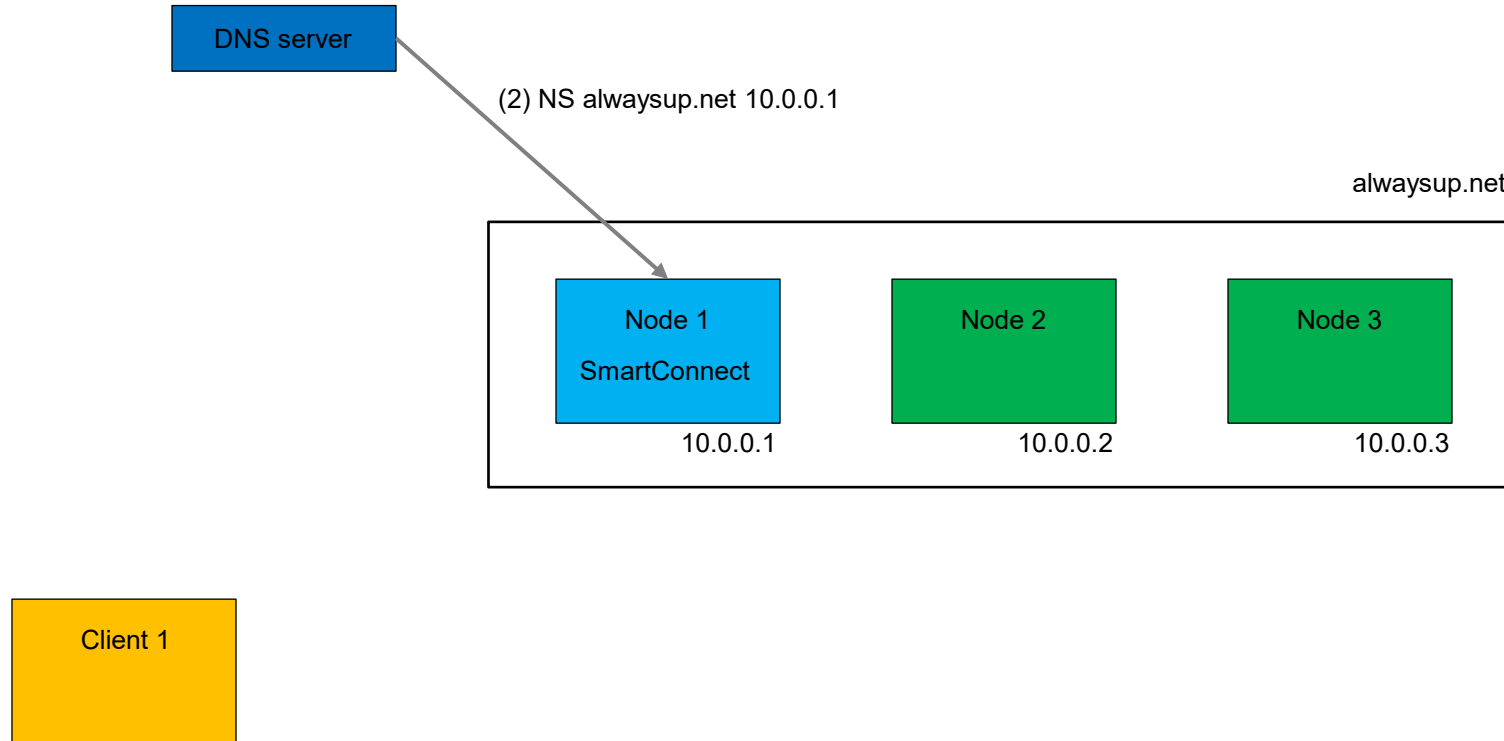 DNS server
(2) NS alwaysup.net 10.0.0.1
alwaysup.net
Node 1
SmartConnect
10.0.0.1
Node 2
10.0.0.2
Node 3
10.0.0.3
Client 1